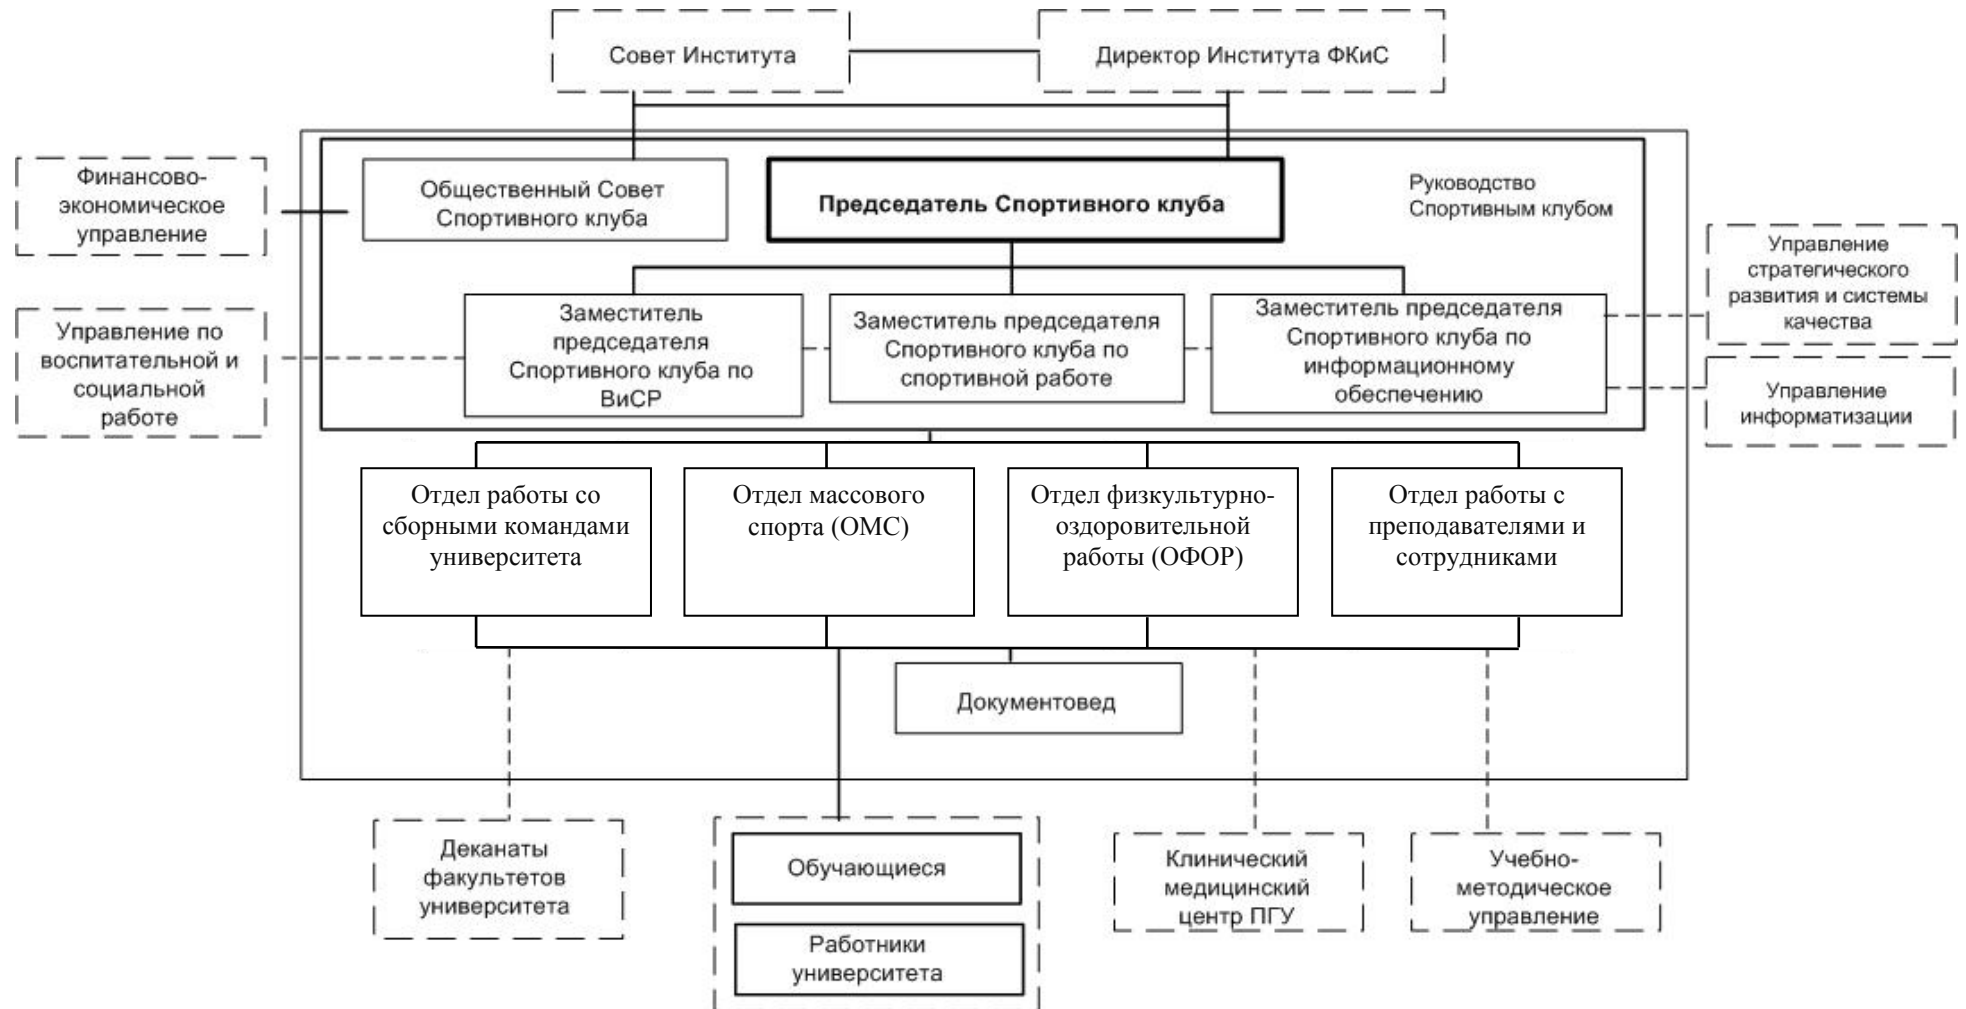 Совет Института
Директор Института ФКиС
Финансово-
экономическое
управление
Общественный Совет
Спортивного клуба
Председатель Спортивного клуба
Руководство
Спортивным клубом
Управление
стратегического
развития и системы
качества
Управление по
воспитательной и
социальной
работе
Заместитель
председателя
Спортивного клуба по
ВиСР
Заместитель председателя
Спортивного клуба по
спортивной работе
Заместитель председателя
Спортивного клуба по
информационному
обеспечению
Управление
информатизации
Отдел работы со
сборными командами
университета
Отдел массового
спорта (ОМС)
Отдел физкультурно-
оздоровительной
работы (ОФОР)
Отдел работы с
преподавателями и
сотрудниками
Документовед
Деканаты
факультетов
университета
Обучающиеся
Работники
университета
Клинический
медицинский
центр ПГУ
Учебно-
методическое
управление